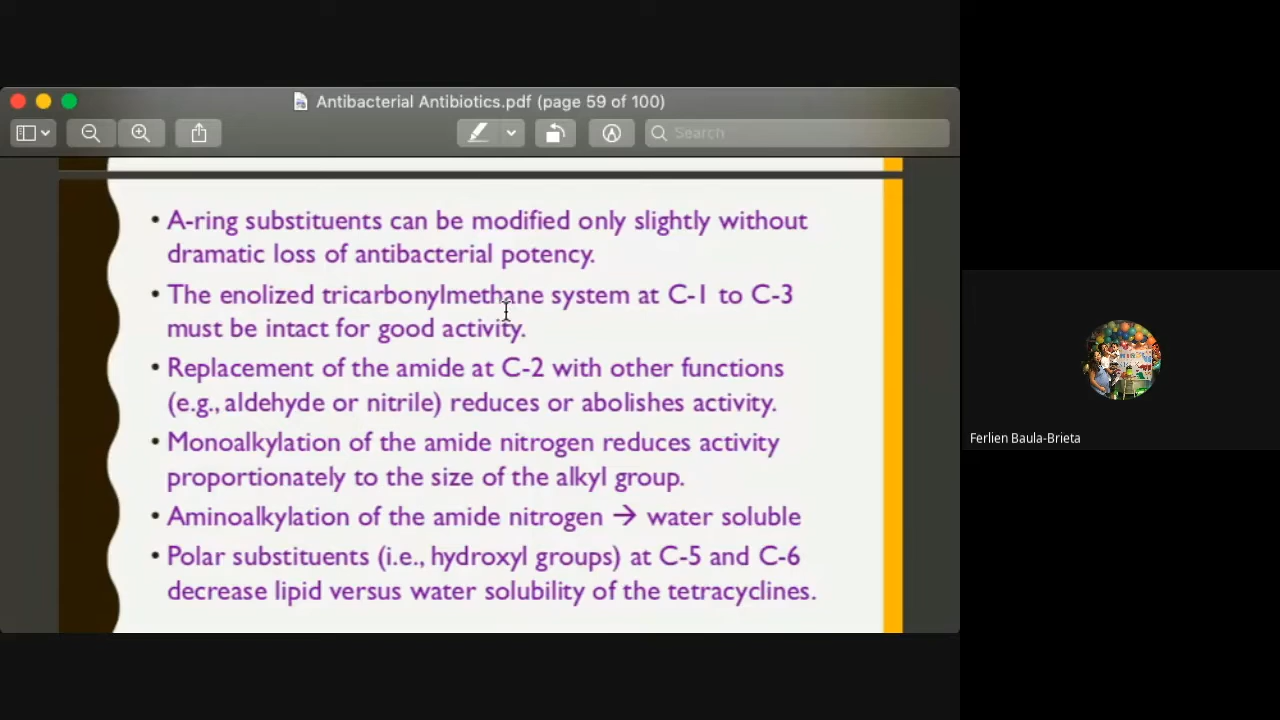 Antibacterial Antibiotics.pdf (page 59 of 100)
Search
• A-ring substituents can be modified only slightly without
dramatic loss of antibacterial potency.
• The enolized tricarbonylmethane system at C-1 to C-3
must be intact for good activity.
• Replacement of the amide at C-2 with other functions
(e.g., aldehyde or nitrile) reduces or abolishes activity.
• Monoalkylation of the amide nitrogen reduces activity
proportionately to the size of the alkyl group.
• Aminoalkylation of the amide nitrogen → water soluble
• Polar substituents (i.e., hydroxyl groups) at C-5 and C-6
decrease lipid versus water solubility of the tetracyclines.
Ferlien Baula-Brieta